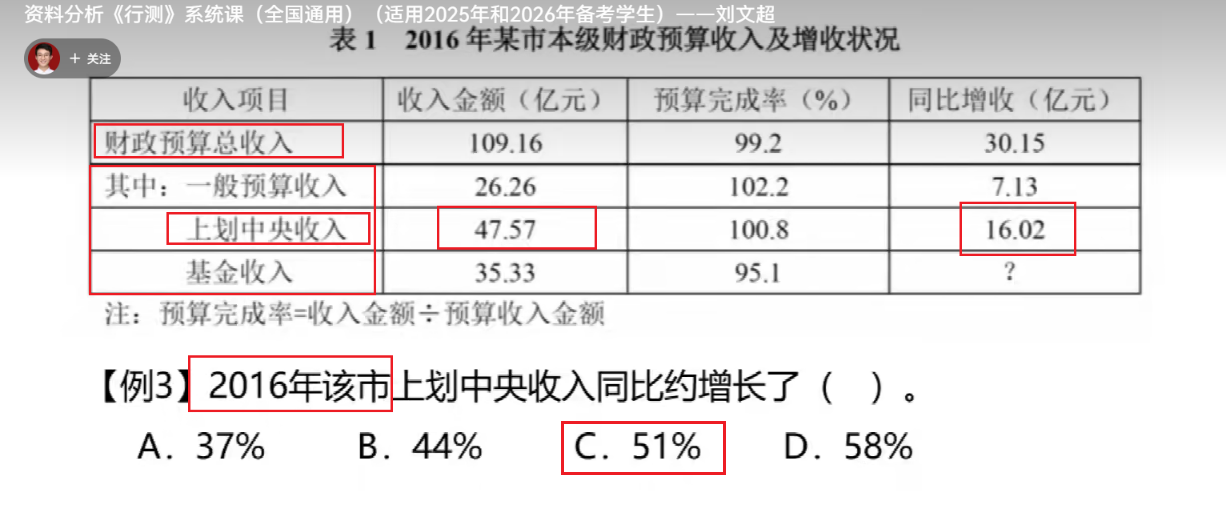 资料分析《行测》系统课（全国通用）（适用2025年和2026年备考学生）——刘文超
+ 关注
表 1 2016 年某市本级财政预算收入及增收状况
收入项目 收入金额（亿元） 预算完成率（%） 同比增收（亿元）
财政预算总收入 109.16 99.2 30.15
其中：一般预算收入 26.26 102.2 7.13
上划中央收入 47.57 100.8 16.02
基金收入 35.33 95.1 ?
注：预算完成率=收入金额÷预算收入金额
【例3】2016年该市上划中央收入同比约增长了（ ）。
A. 37% B. 44% C. 51% D. 58%